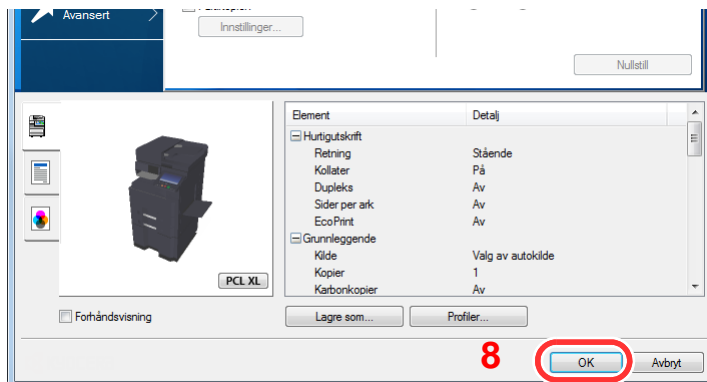 Avansert
Innstillinger...
Nullstill
Element Detalj
Hurtigutskrift
Retning Stående
Kollater På
Dupleks Av
Sider per ark Av
EcoPrint Av
Grunnleggende
Kilde Valg av autokilde
Kopier 1
Karbonkopier Av
PCL XL
Forhåndsvisning
Lagre som... Profiler...
8
OK Avbryt